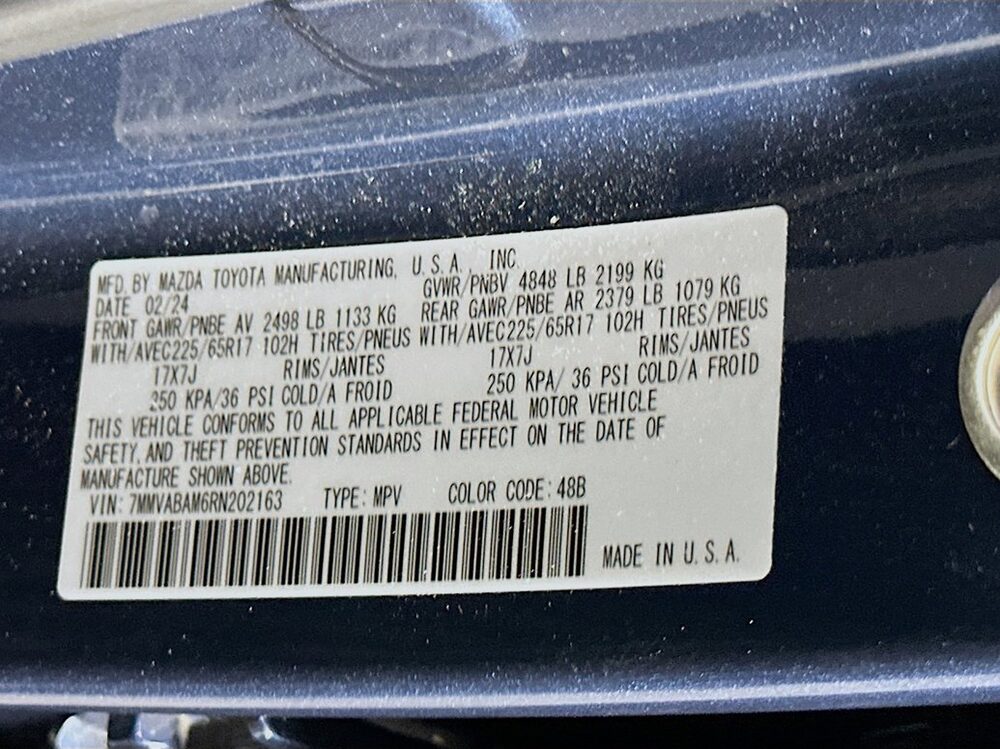 MFD. BY MAZDA TOYOTA MANUFACTURING, U.S.A., INC.
DATE 02/24 GVWR/PNBV 4848 LB 2199 KG
FRONT GAWR/PNBE AV 2498 LB 1133 KG REAR GAWR/PNBE AR 2379 LB 1079 KG
WITH/AVEC225/65R17 102H TIRES/PNEUS WITH/AVEC225/65R17 102H TIRES/PNEUS
17X7J RIMS/JANTES 17X7J RIMS/JANTES
250 KPA/36 PSI COLD/A FROID 250 KPA/ 36 PSI COLD/A FROID
THIS VEHICLE CONFORMS TO ALL APPLICABLE FEDERAL MOTOR VEHICLE
SAFETY, AND THEFT PREVENTION STANDARDS IN EFFECT ON THE DATE OF
MANUFACTURE SHOWN ABOVE.
VIN: 7MMVABAM6RN202163 TYPE: MPV COLOR CODE: 48B
MADE IN U.S.A.